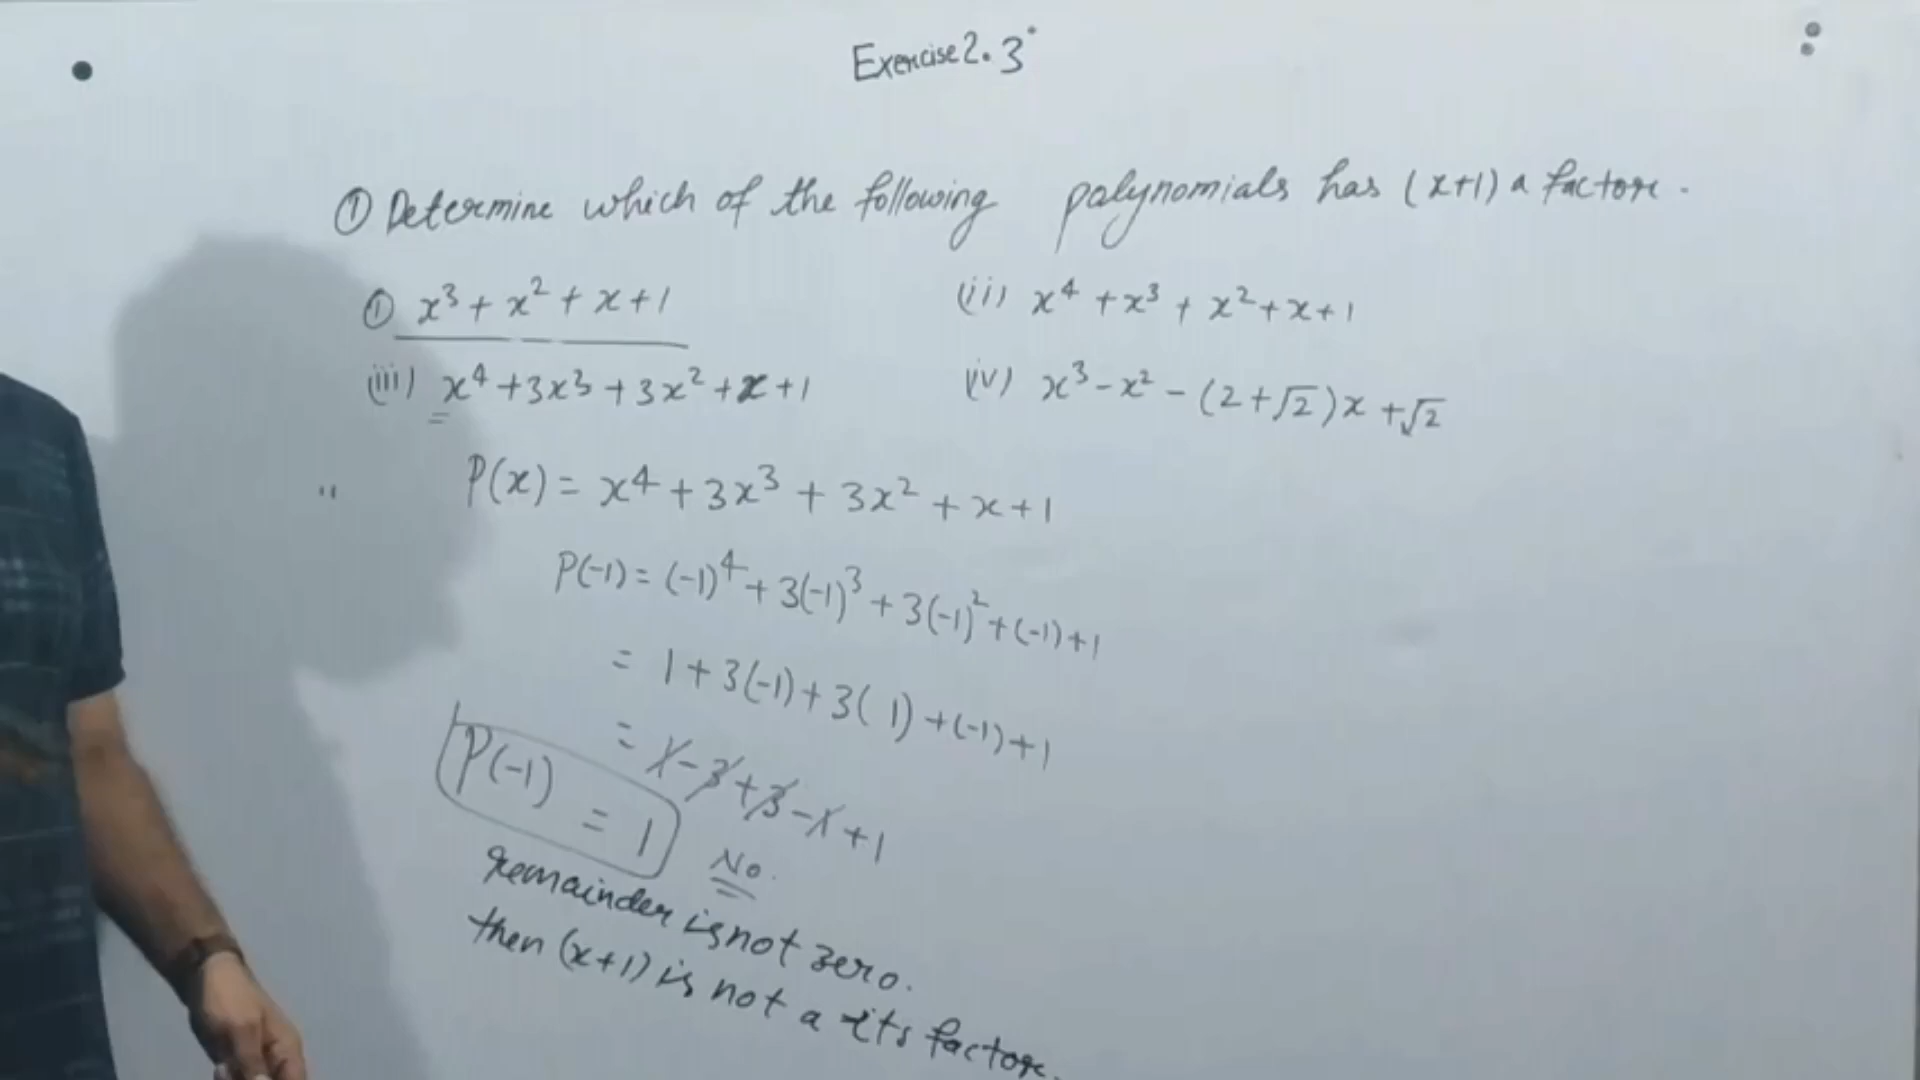 Exercise 2.3
① Determine which of the following polynomials has (x+1) a factor.
① x³ + x² + x + 1
(ii) x⁴ + x³ + x² + x + 1
(iii) x⁴ + 3x³ + 3x² + x + 1
(iv) x³ - x² - (2+√2)x + √2
P(x) = x⁴ + 3x³ + 3x² + x + 1
P(-1) = (-1)⁴ + 3(-1)³ + 3(-1)² + (-1) + 1
= 1 + 3(-1) + 3(1) + (-1) + 1
= 1 - 3 + 3 - 1 + 1
P(-1) = 1
No.
remainder is not zero.
then (x+1) is not a its factor.